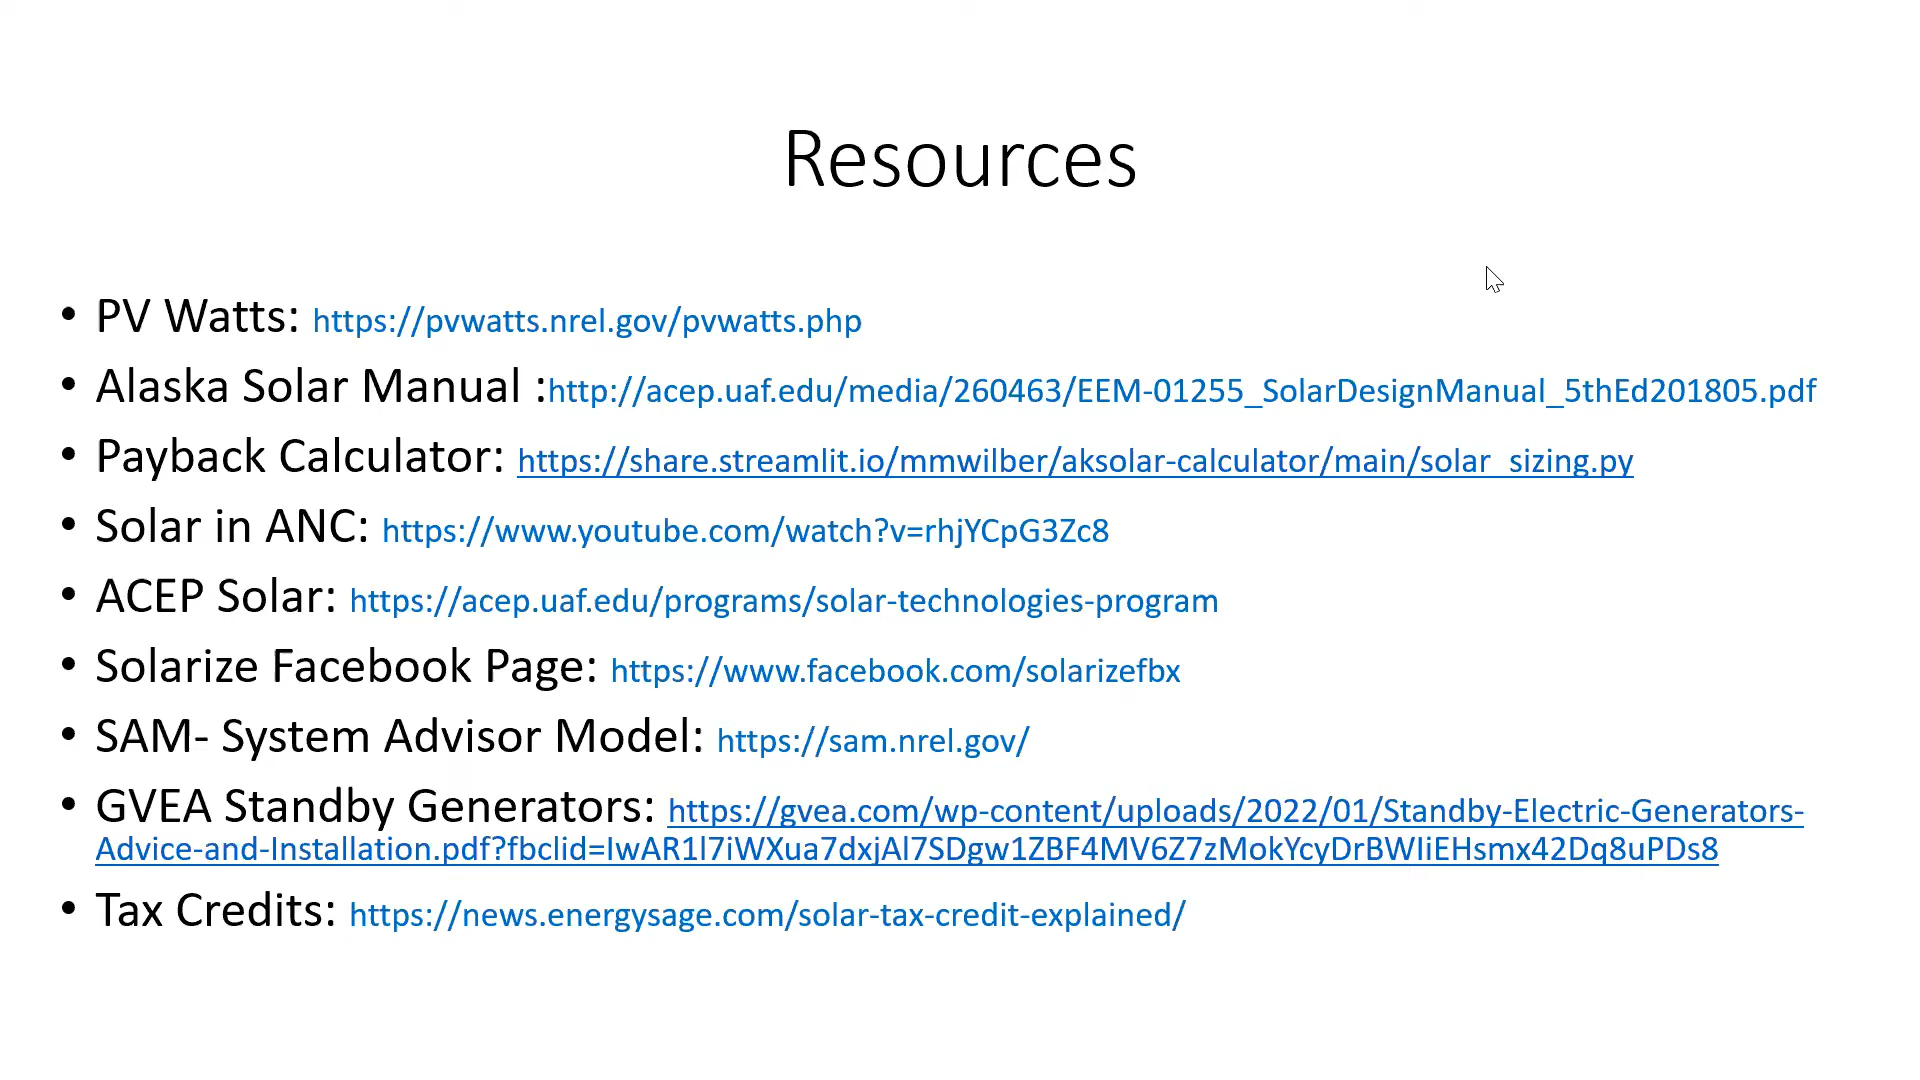 Resources
• PV Watts: https://pvwatts.nrel.gov/pvwatts.php
• Alaska Solar Manual :http://acep.uaf.edu/media/260463/EEM-01255_SolarDesignManual_5thEd201805.pdf
• Payback Calculator: https://share.streamlit.io/mmwilber/aksolar-calculator/main/solar_sizing.py
• Solar in ANC: https://www.youtube.com/watch?v=rhjYCpG3Zc8
• ACEP Solar: https://acep.uaf.edu/programs/solar-technologies-program
• Solarize Facebook Page: https://www.facebook.com/solarizefbx
• SAM- System Advisor Model: https://sam.nrel.gov/
• GVEA Standby Generators: https://gvea.com/wp-content/uploads/2022/01/Standby-Electric-Generators-
Advice-and-Installation.pdf?fbclid=IwAR1l7iWXua7dxjAl7SDgw1ZBF4MV6Z7zMokYcyDrBWIiEHsmx42Dq8uPDs8
• Tax Credits: https://news.energysage.com/solar-tax-credit-explained/